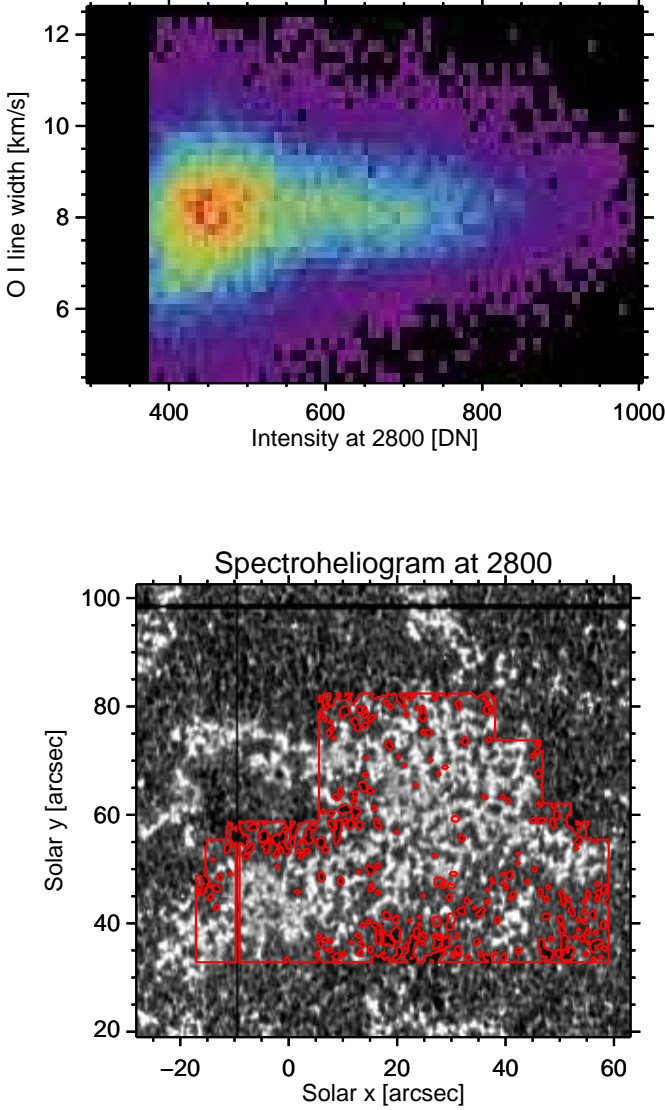 12
10
8
6
O I line width [km/s]
400 600 800 1000
Intensity at 2800 [DN]
Spectroheliogram at 2800
100
80
60
40
20
Solar y [arcsec]
−20 0 20 40 60
Solar x [arcsec]